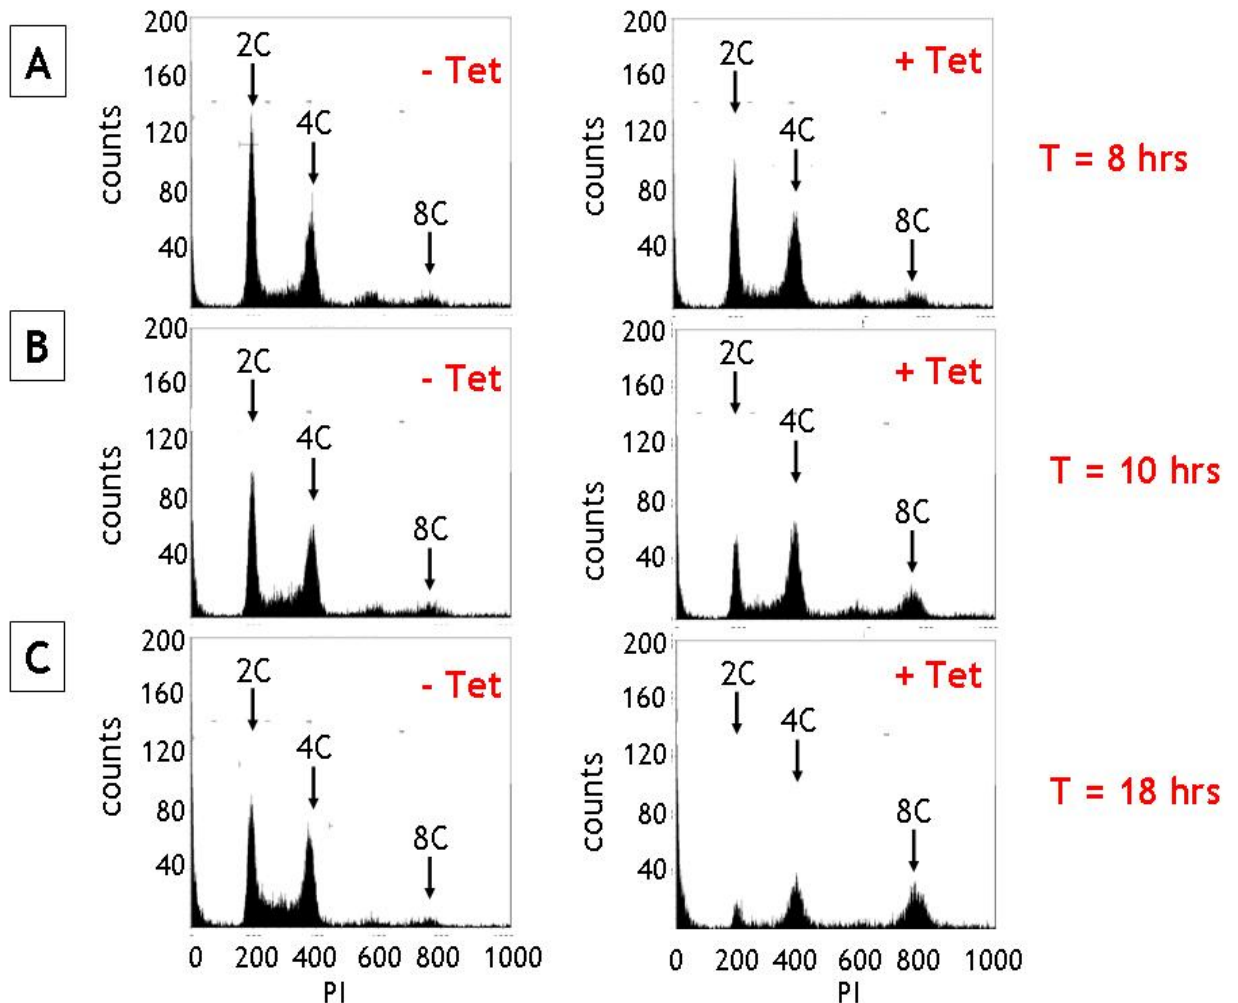 A
200
160
120
80
40
counts
2C
4C
8C
- Tet
200
160
120
80
40
counts
2C
4C
8C
+ Tet
T = 8 hrs
B
200
160
120
80
40
counts
2C
4C
8C
- Tet
200
160
120
80
40
counts
2C
4C
8C
+ Tet
T = 10 hrs
C
200
160
120
80
40
counts
2C
4C
8C
- Tet
0 200 400 600 800 1000
PI
200
160
120
80
40
counts
2C
4C
8C
+ Tet
0 200 400 600 800 1000
PI
T = 18 hrs